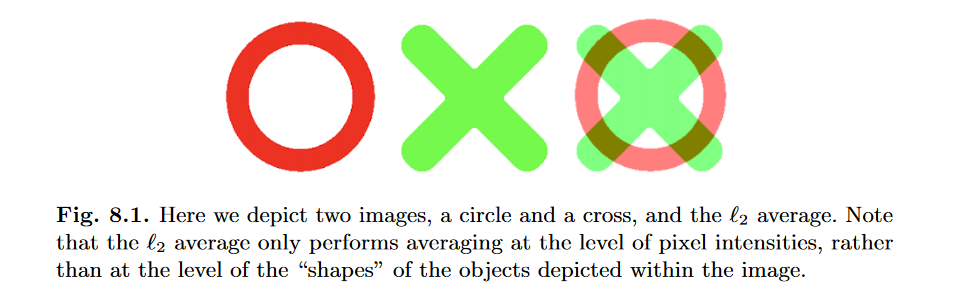 Fig. 8.1. Here we depict two images, a circle and a cross, and the ℓ₂ average. Note
that the ℓ₂ average only performs averaging at the level of pixel intensities, rather
than at the level of the “shapes” of the objects depicted within the image.